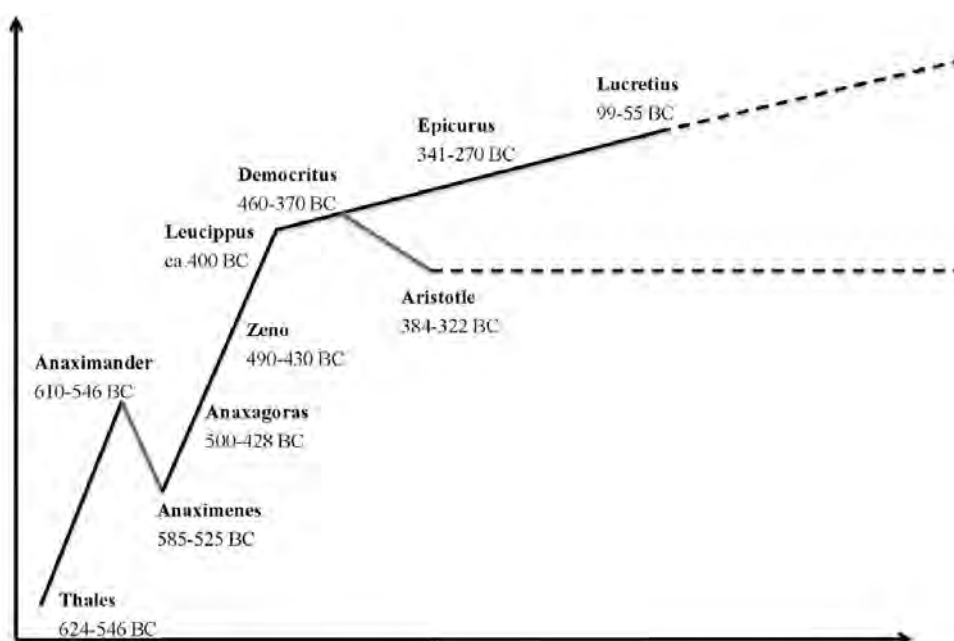 Lucretius
99-55 BC
Epicurus
341-270 BC
Democritus
460-370 BC
Leucippus
ca 400 BC
Aristotle
384-322 BC
Zeno
490-430 BC
Anaximander
610-546 BC
Anaxagoras
500-428 BC
Anaximenes
585-525 BC
Thales
624-546 BC